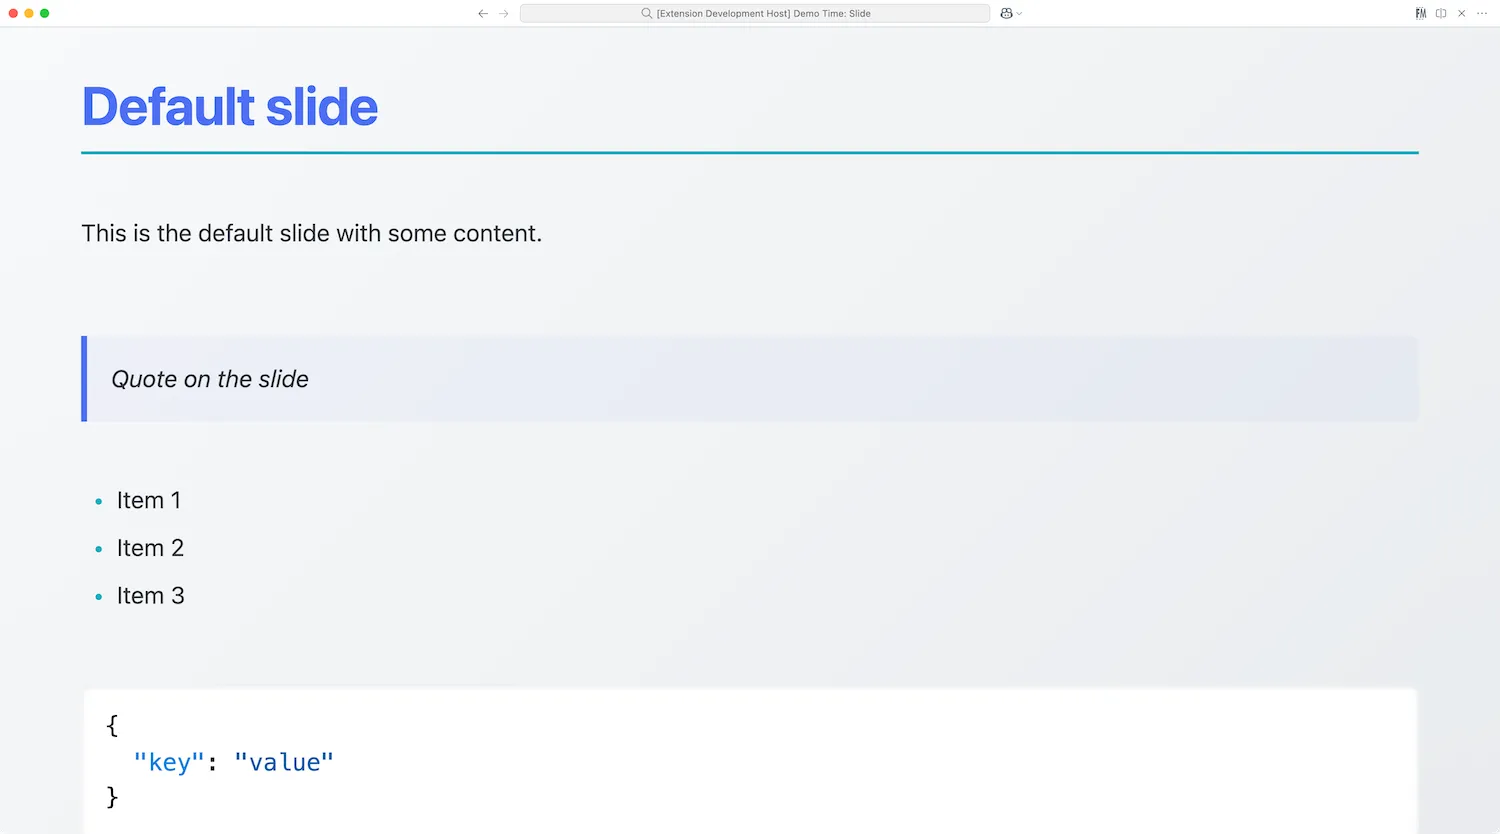 [Extension Development Host] Demo Time: Slide
FM
Default slide
This is the default slide with some content.
Quote on the slide
• Item 1
• Item 2
• Item 3
{
  "key": "value"
}